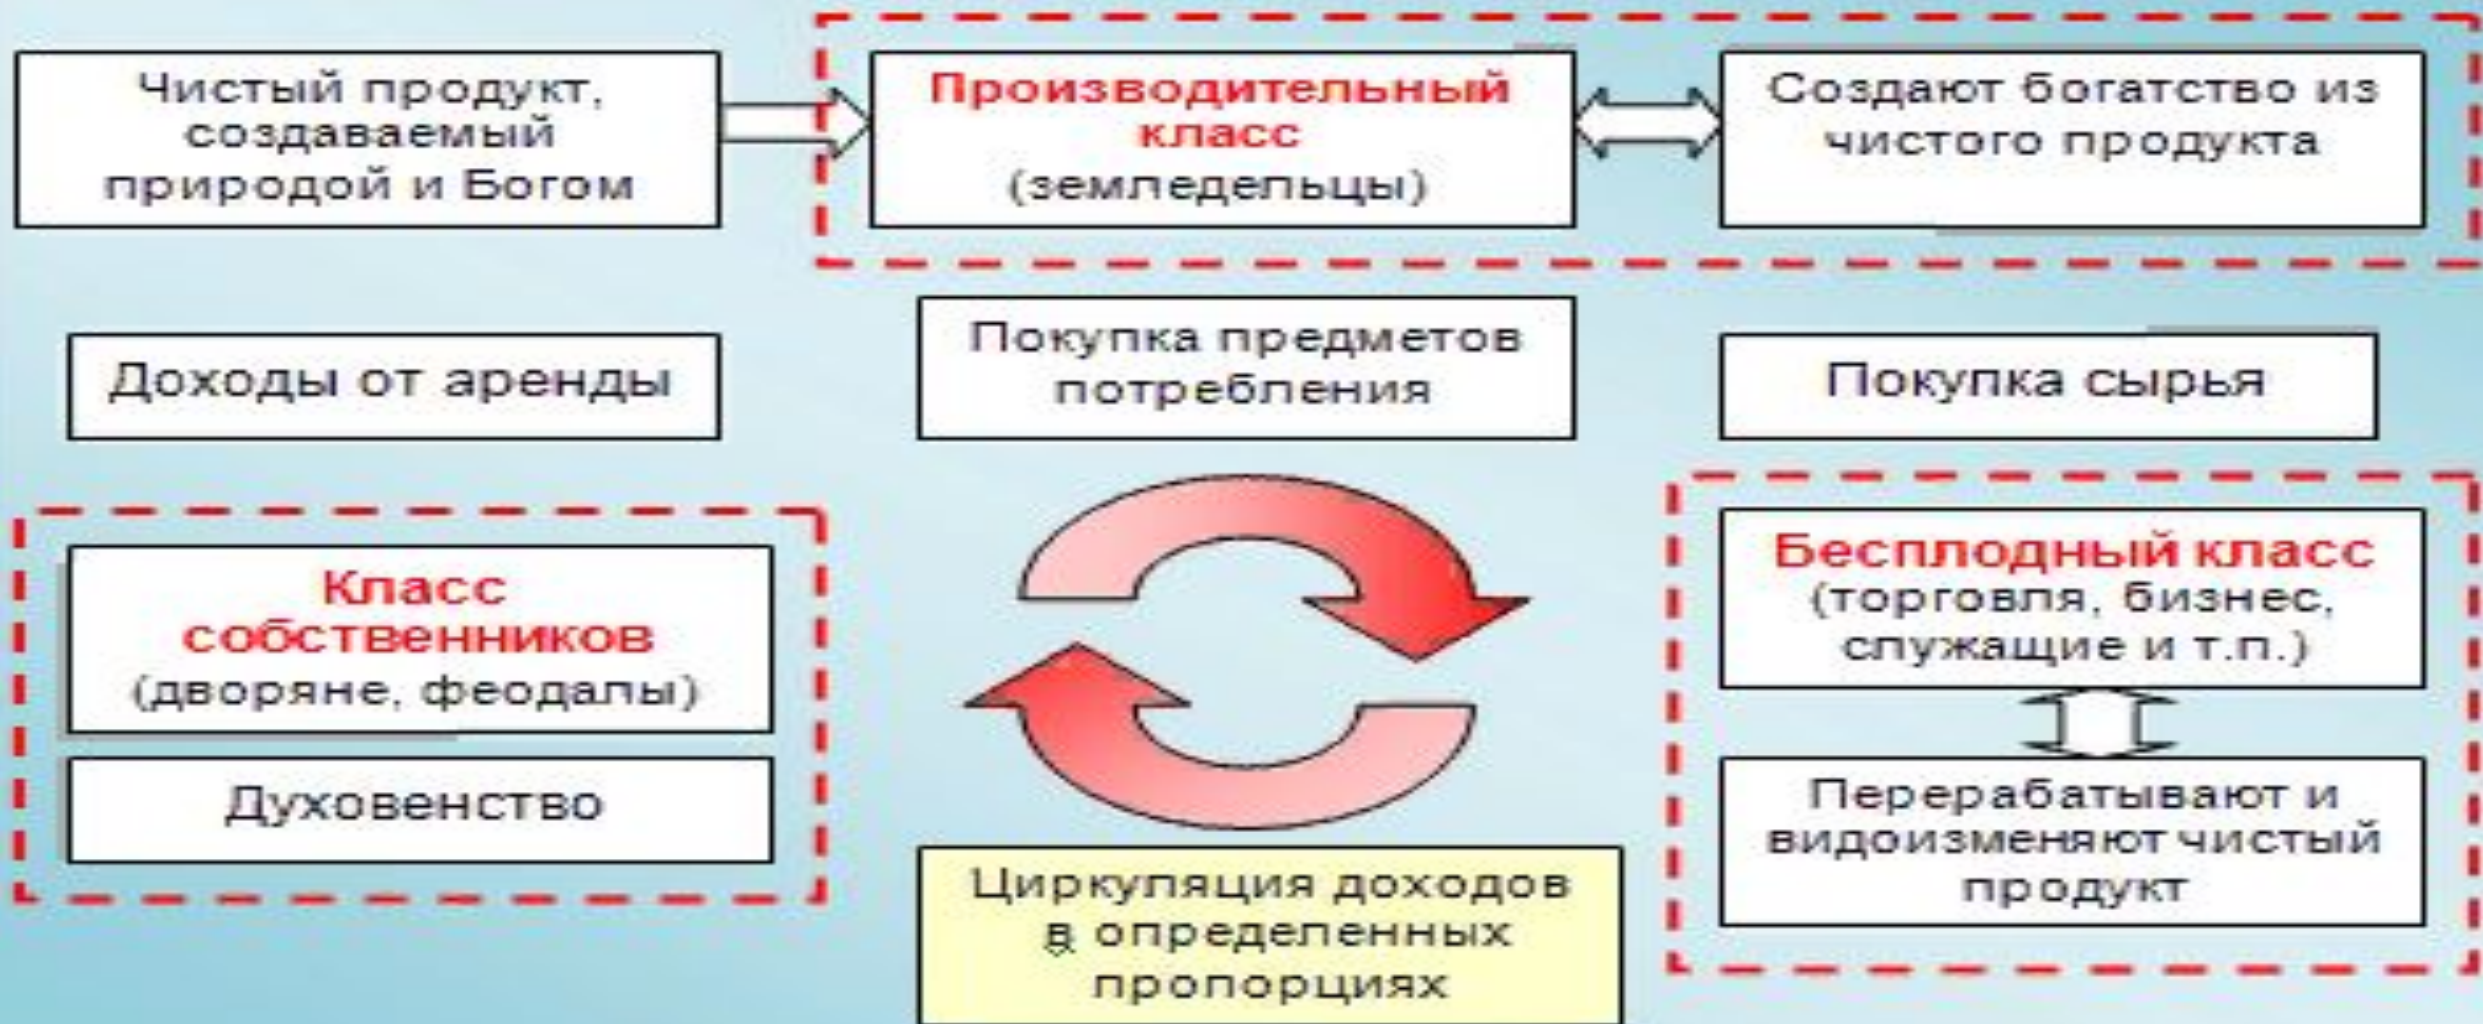 Чистый продукт,
создаваемый
природой и Богом
Производительный
класс
(земледельцы)
Создают богатство из
чистого продукта
Доходы от аренды
Покупка предметов
потребления
Покупка сырья
Класс
собственников
(дворяне, феодалы)
Духовенство
Бесплодный класс
(торговля, бизнес,
служащие и т.п.)
Перерабатывают и
видоизменяют чистый
продукт
Циркуляция доходов
в определенных
пропорциях